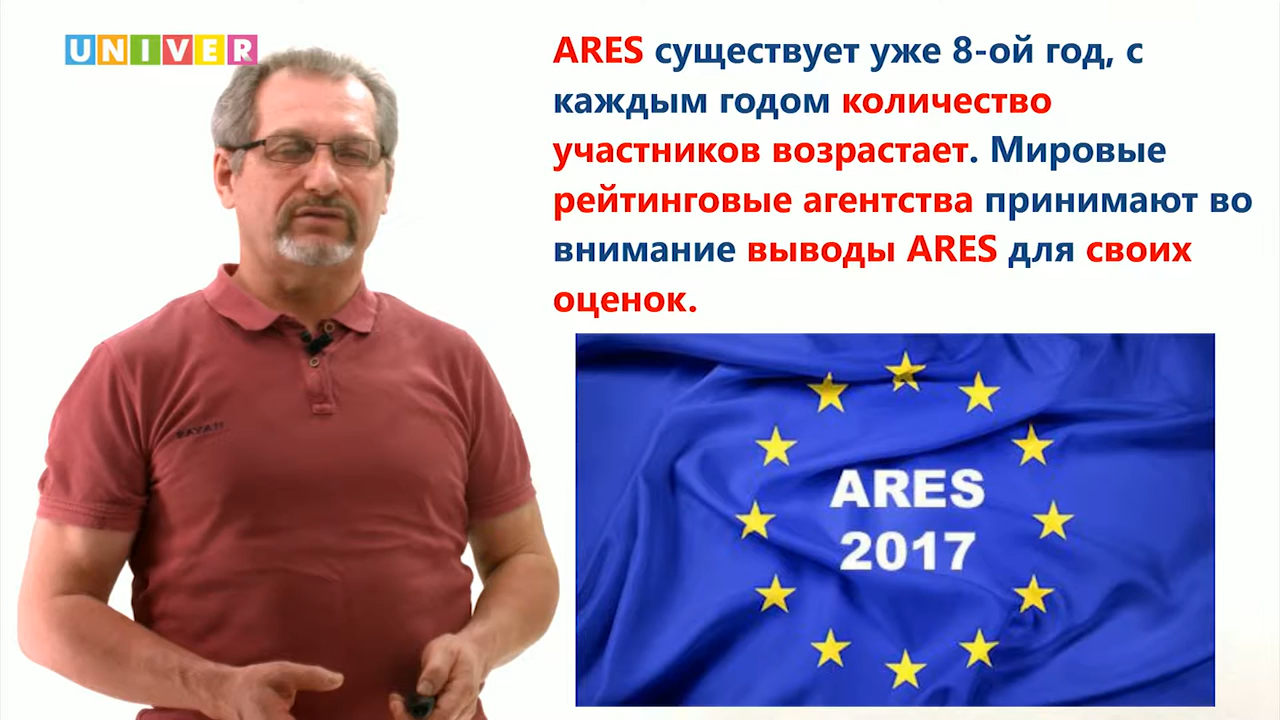 UNIVER
ARES существует уже 8-ой год, с
каждым годом количество
участников возрастает. Мировые
рейтинговые агентства принимают во
внимание выводы ARES для своих
оценок.
ARES
2017